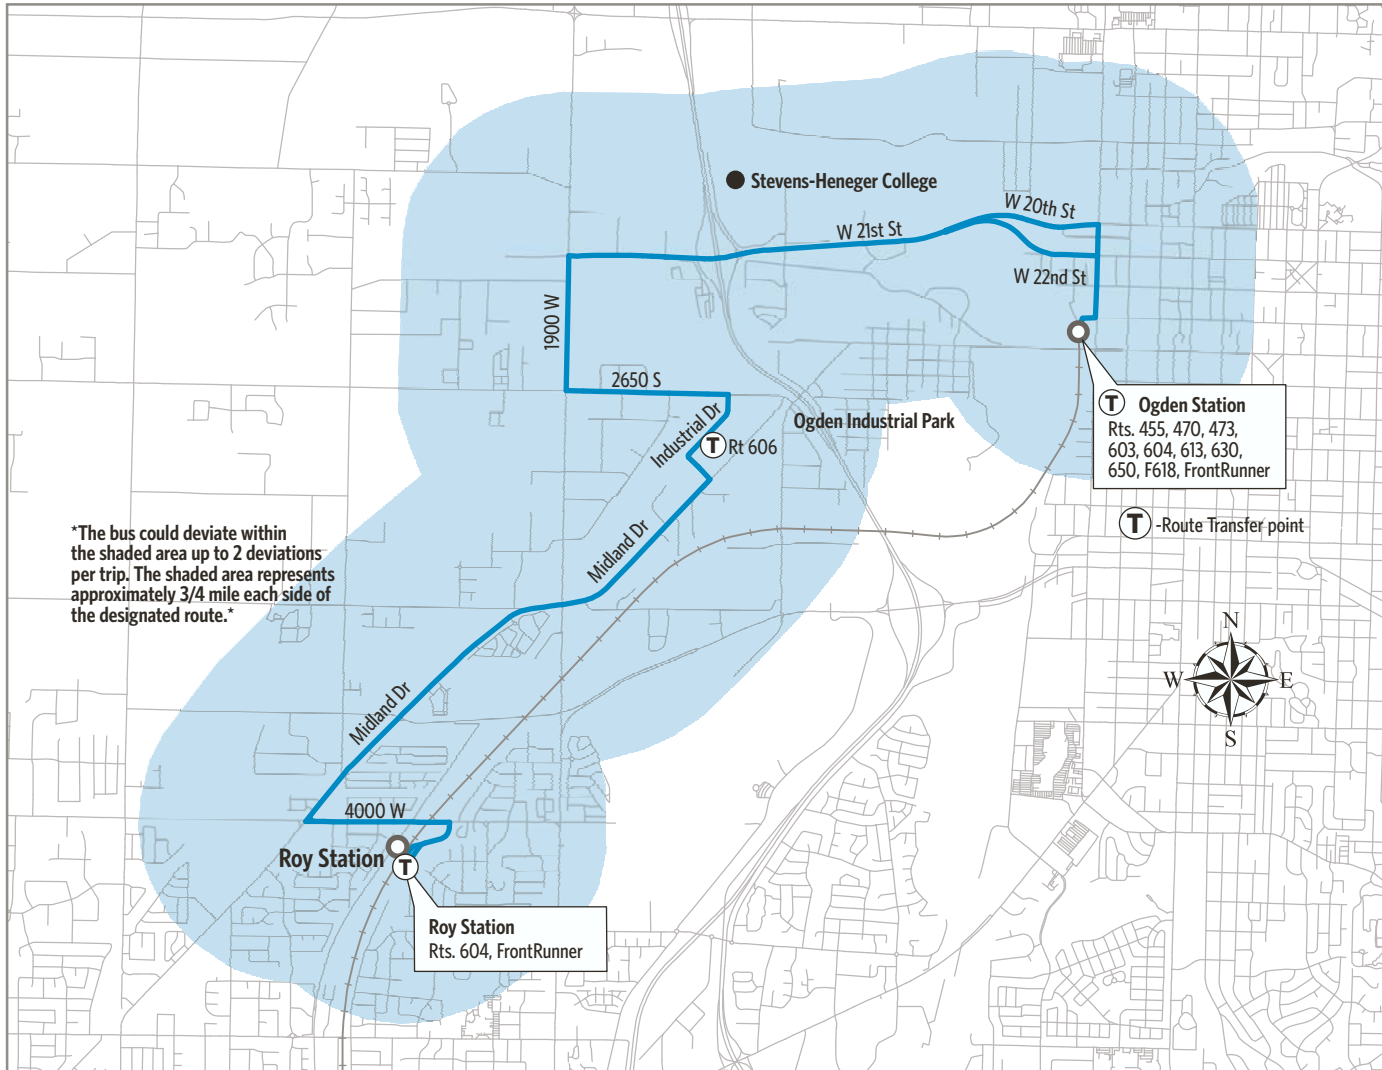 Stevens-Heneger College
W 20th St
W 21st St
W 22nd St
1900 W
2650 S
Industrial Dr
T Rt 606
Ogden Industrial Park
T Ogden Station
Rts. 455, 470, 473,
603, 604, 613, 630,
650, F618, FrontRunner
T -Route Transfer point
*The bus could deviate within
the shaded area up to 2 deviations
per trip. The shaded area represents
approximately 3/4 mile each side of
the designated route.*
Midland Dr
N
W E
S
Midland Dr
4000 W
Roy Station
T
Roy Station
Rts. 604, FrontRunner